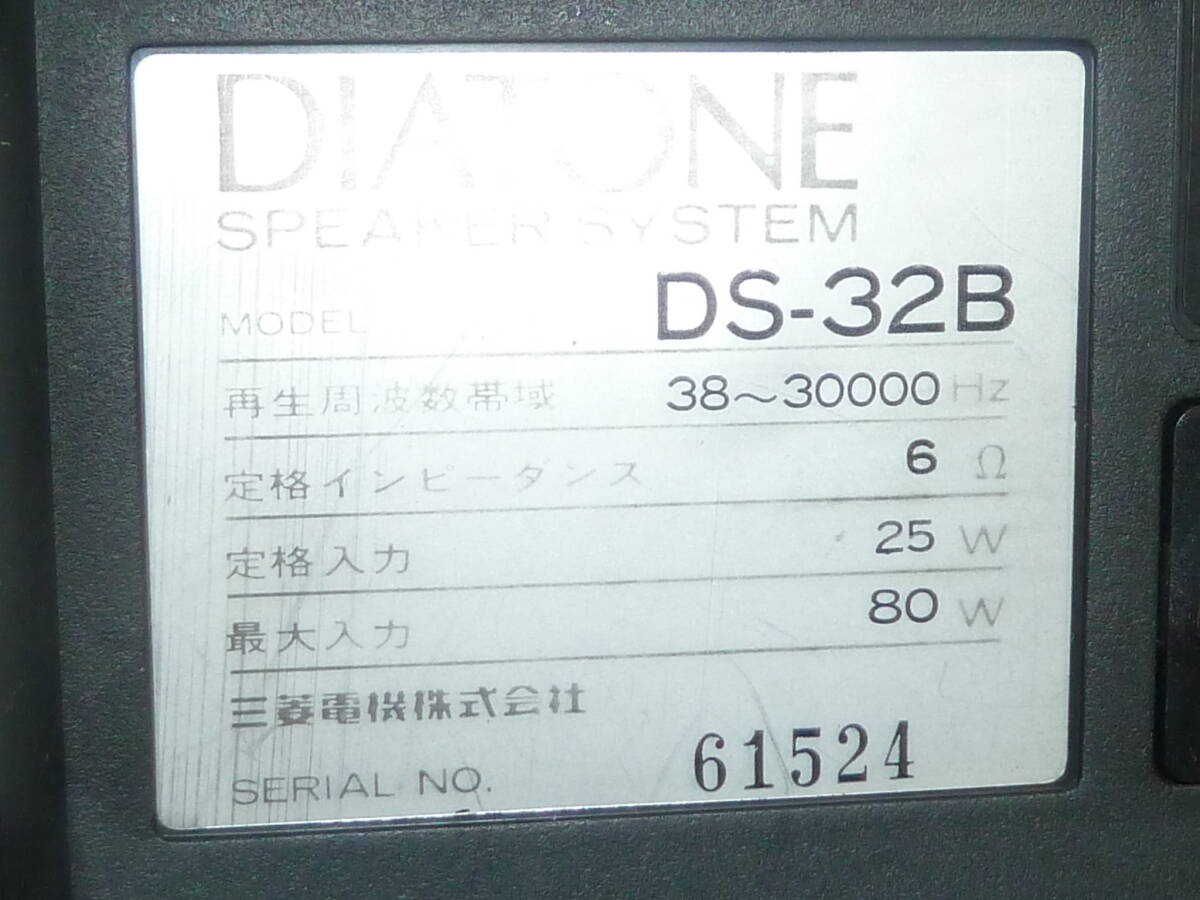 DIATONE
SPEAKER SYSTEM
MODEL DS-32B
再生周波数帯域 38～30000 Hz
定格インピーダンス 6 Ω
定格入力 25 W
最大入力 80 W
三菱電機株式会社
SERIAL NO. 61524